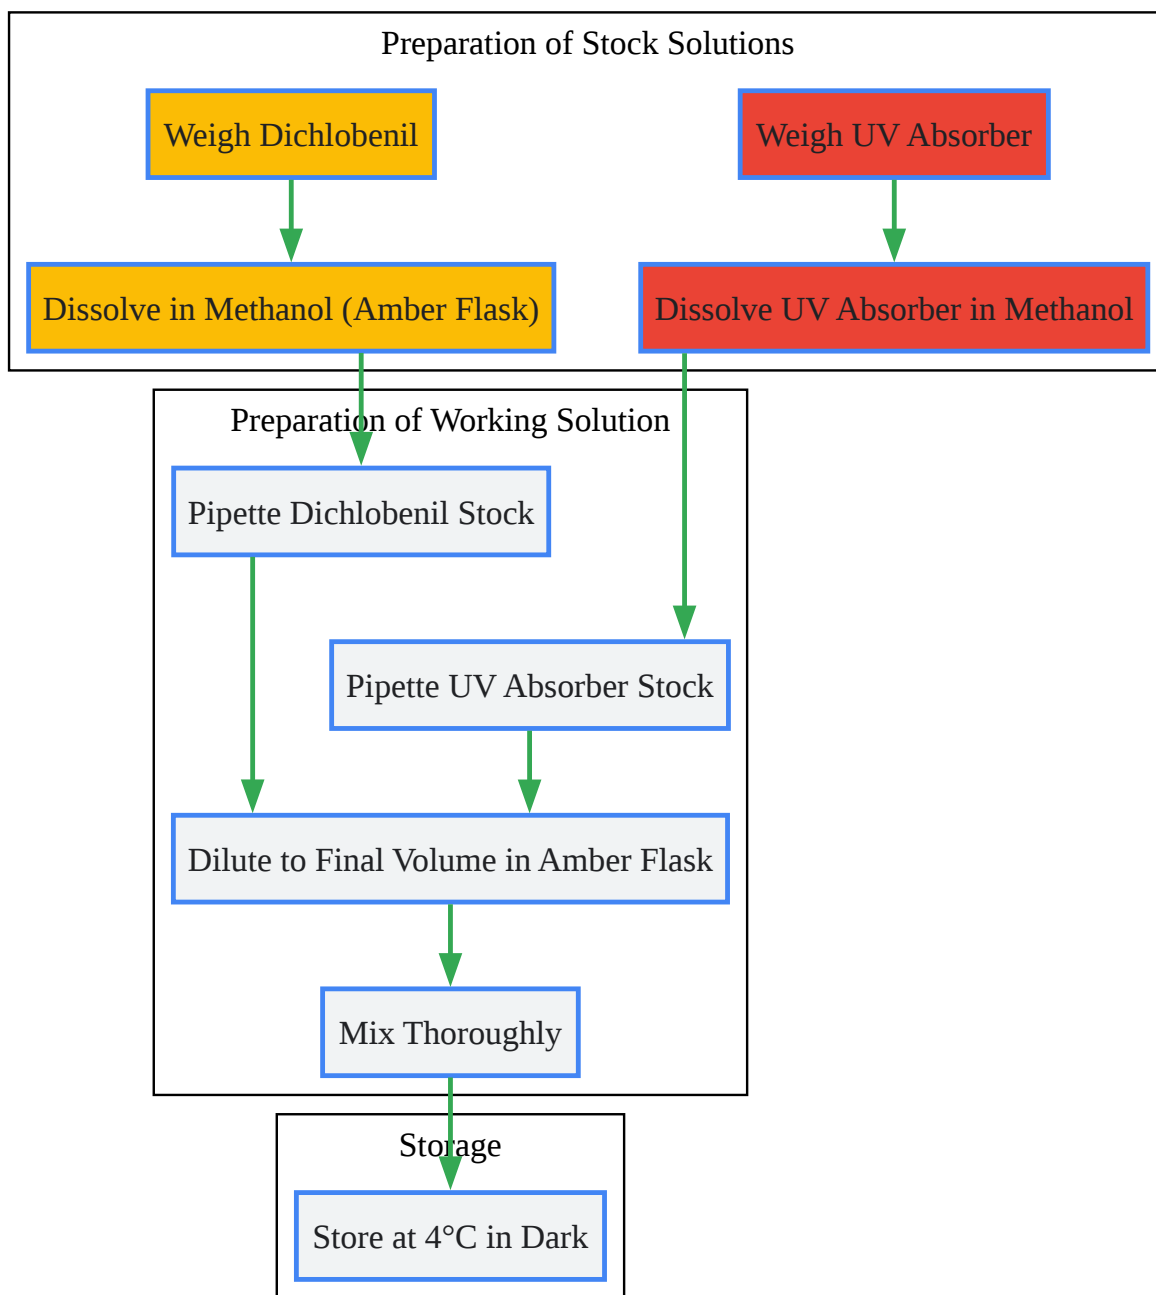 Preparation of Stock Solutions
Weigh Dichlobenil
Weigh UV Absorber
Dissolve in Methanol (Amber Flask)
Dissolve UV Absorber in Methanol
Preparation of Working Solution
Pipette Dichlobenil Stock
Pipette UV Absorber Stock
Dilute to Final Volume in Amber Flask
Mix Thoroughly
Storage
Store at 4°C in Dark